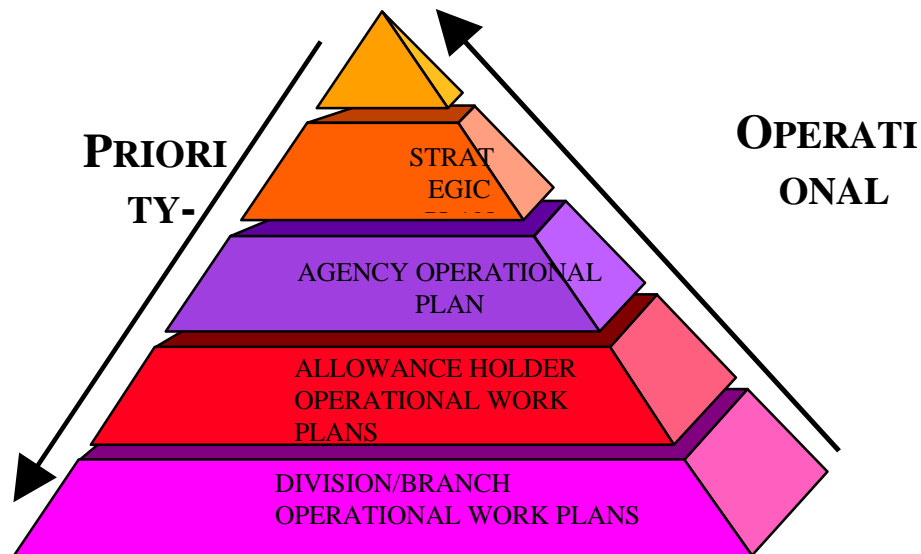 PRIORI
TY-
OPERATI
ONAL
STRAT
EGIC
AGENCY OPERATIONAL
PLAN
ALLOWANCE HOLDER
OPERATIONAL WORK
PLANS
DIVISION/BRANCH
OPERATIONAL WORK PLANS